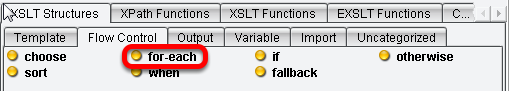 XSLT Structures XPath Functions XSLT Functions EXSLT Functions C...
Template Flow Control Output Variable Import Uncategorized
choose for-each if otherwise
sort when fallback